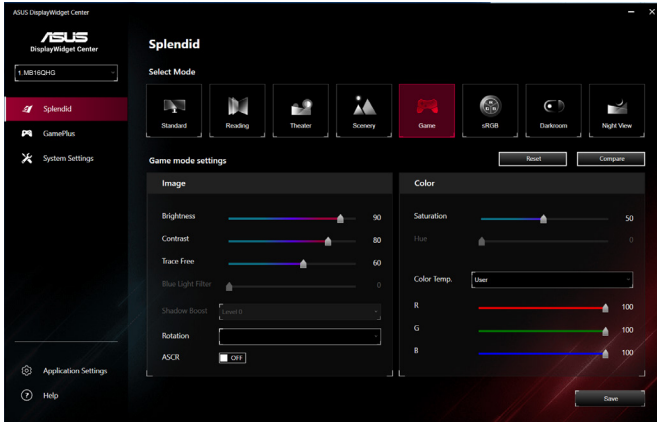 ASUS DisplayWidget Center
ASUS
DisplayWidget Center
1. MB16QHG
Splendid
GamePlus
System Settings
Application Settings
Help
Splendid
Select Mode
Standard
Reading
Theater
Scenery
Game
sRGB
Darkroom
Night View
Game mode settings
Reset
Compare
Image
Brightness 90
Contrast 80
Trace Free 60
Blue Light Filter 0
Shadow Boost Level 0
Rotation
ASCR OFF
Color
Saturation 50
Hue 0
Color Temp. User
R 100
G 100
B 100
Save